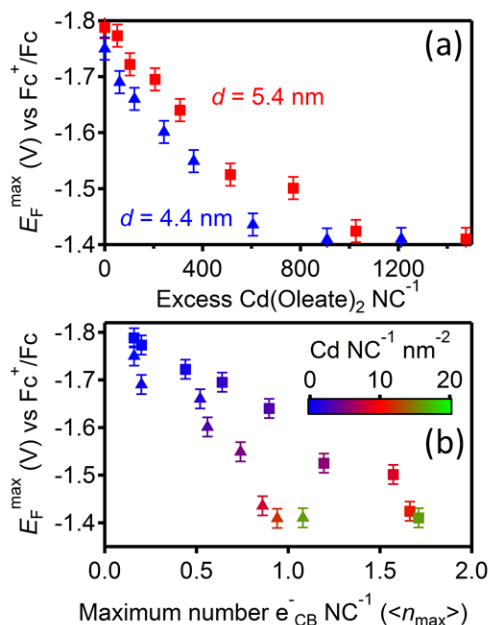 (a)
-1.8
-1.7
-1.6
-1.5
-1.4
E_F^max (V) vs Fc⁺/Fc
d = 5.4 nm
d = 4.4 nm
0 400 800 1200
Excess Cd(Oleate)₂ NC⁻¹
(b)
-1.8
-1.7
-1.6
-1.5
-1.4
E_F^max (V) vs Fc⁺/Fc
Cd NC⁻¹ nm⁻²
0 10 20
0.0 0.5 1.0 1.5 2.0
Maximum number e⁻_CB NC⁻¹ (<n_max>)